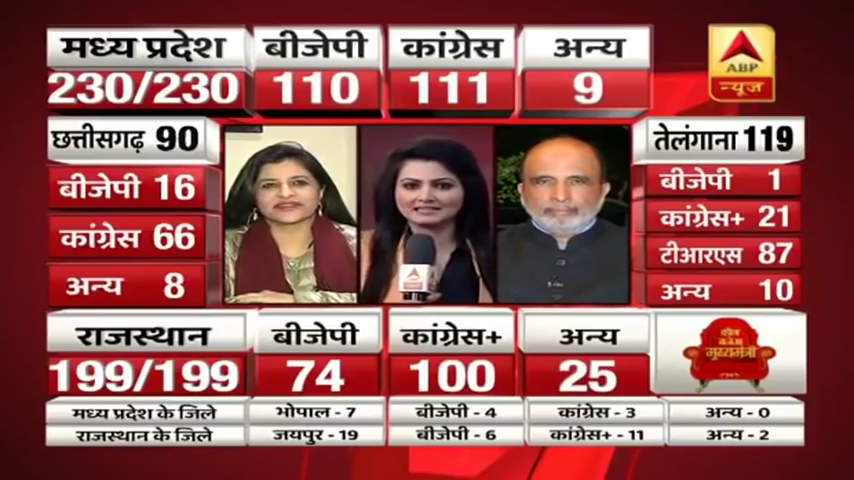 मध्य प्रदेश बीजेपी कांग्रेस अन्य
230/230 110 111 9
ABP
न्यूज़
छत्तीसगढ़ 90
बीजेपी 16
कांग्रेस 66
अन्य 8
तेलंगाना 119
बीजेपी 1
कांग्रेस+ 21
टीआरएस 87
अन्य 10
राजस्थान बीजेपी कांग्रेस+ अन्य
199/199 74 100 25
कौन
बनेगा
मुख्यमंत्री
मध्य प्रदेश के जिले भोपाल - 7 बीजेपी - 4 कांग्रेस - 3 अन्य - 0
राजस्थान के जिले जयपुर - 19 बीजेपी - 6 कांग्रेस+ - 11 अन्य - 2